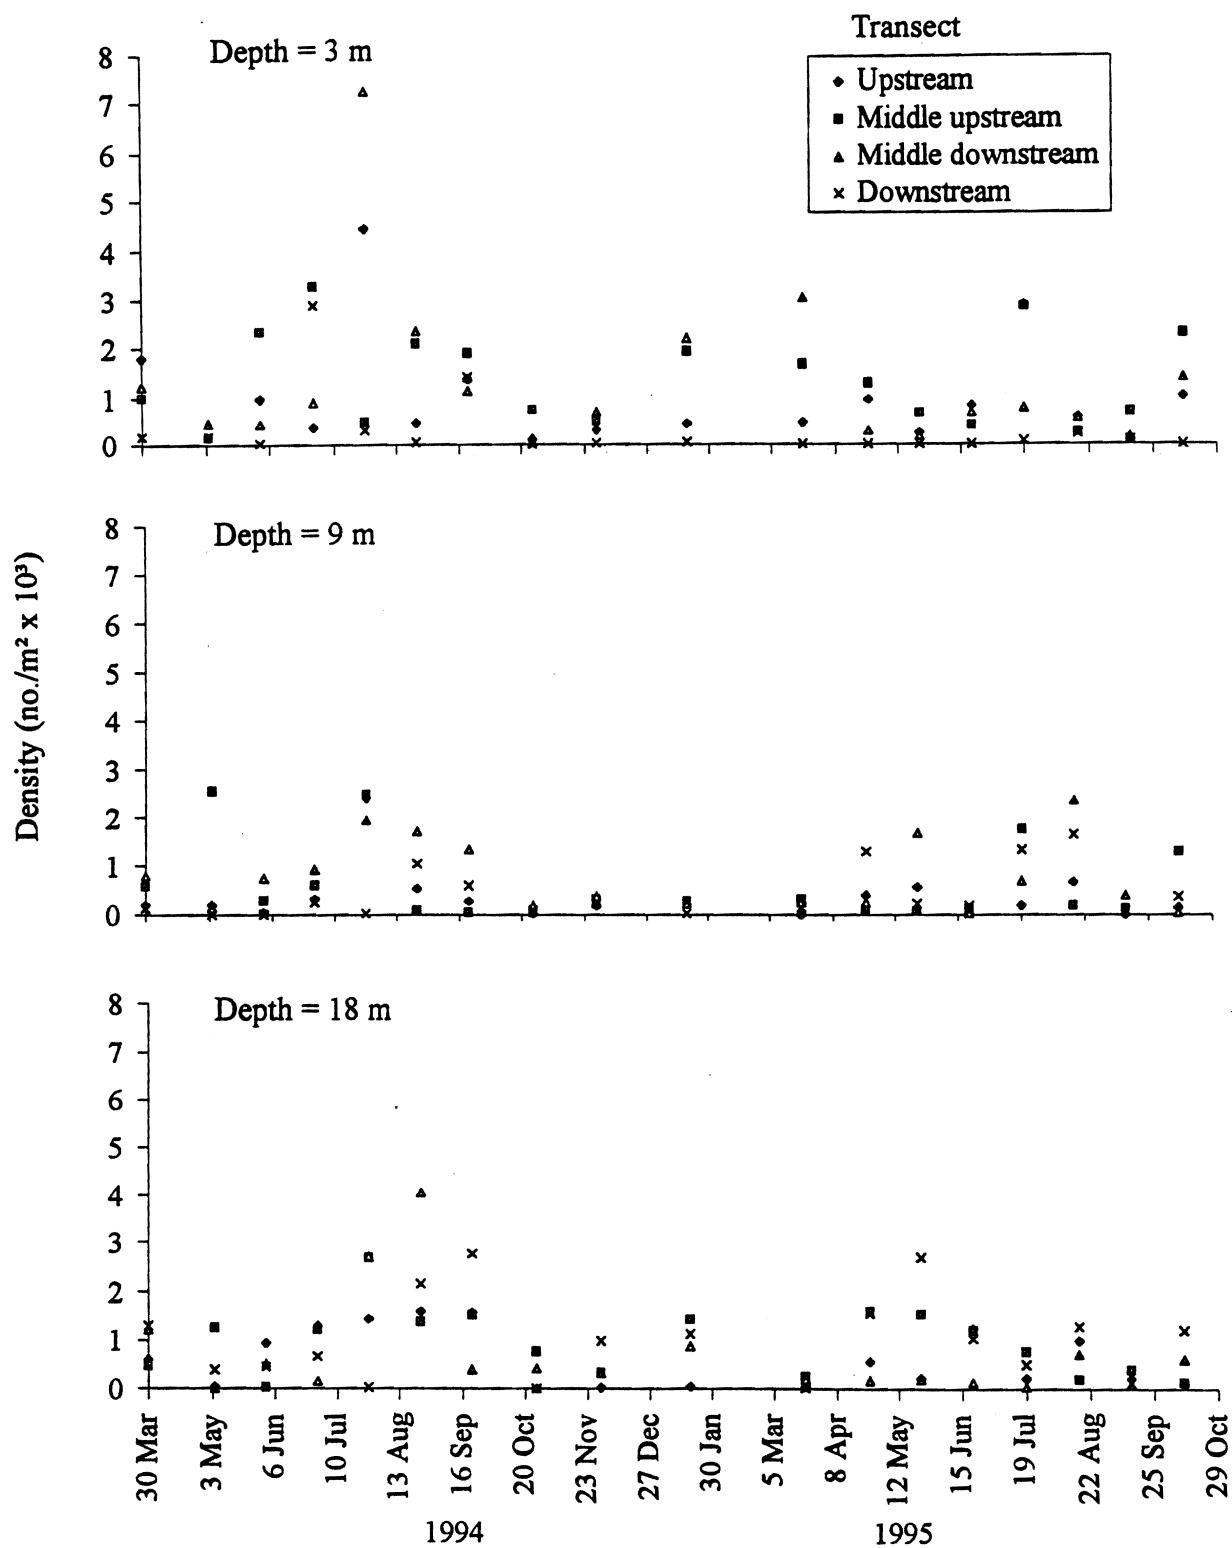 Transect
Upstream
Middle upstream
Middle downstream
Downstream
Depth = 3 m
8
7
6
5
4
3
2
1
0
Density (no./m² x 10³)
Depth = 9 m
8
7
6
5
4
3
2
1
0
Depth = 18 m
8
7
6
5
4
3
2
1
0
30 Mar
3 May
6 Jun
10 Jul
13 Aug
16 Sep
20 Oct
23 Nov
27 Dec
30 Jan
5 Mar
8 Apr
12 May
15 Jun
19 Jul
22 Aug
25 Sep
29 Oct
1994
1995